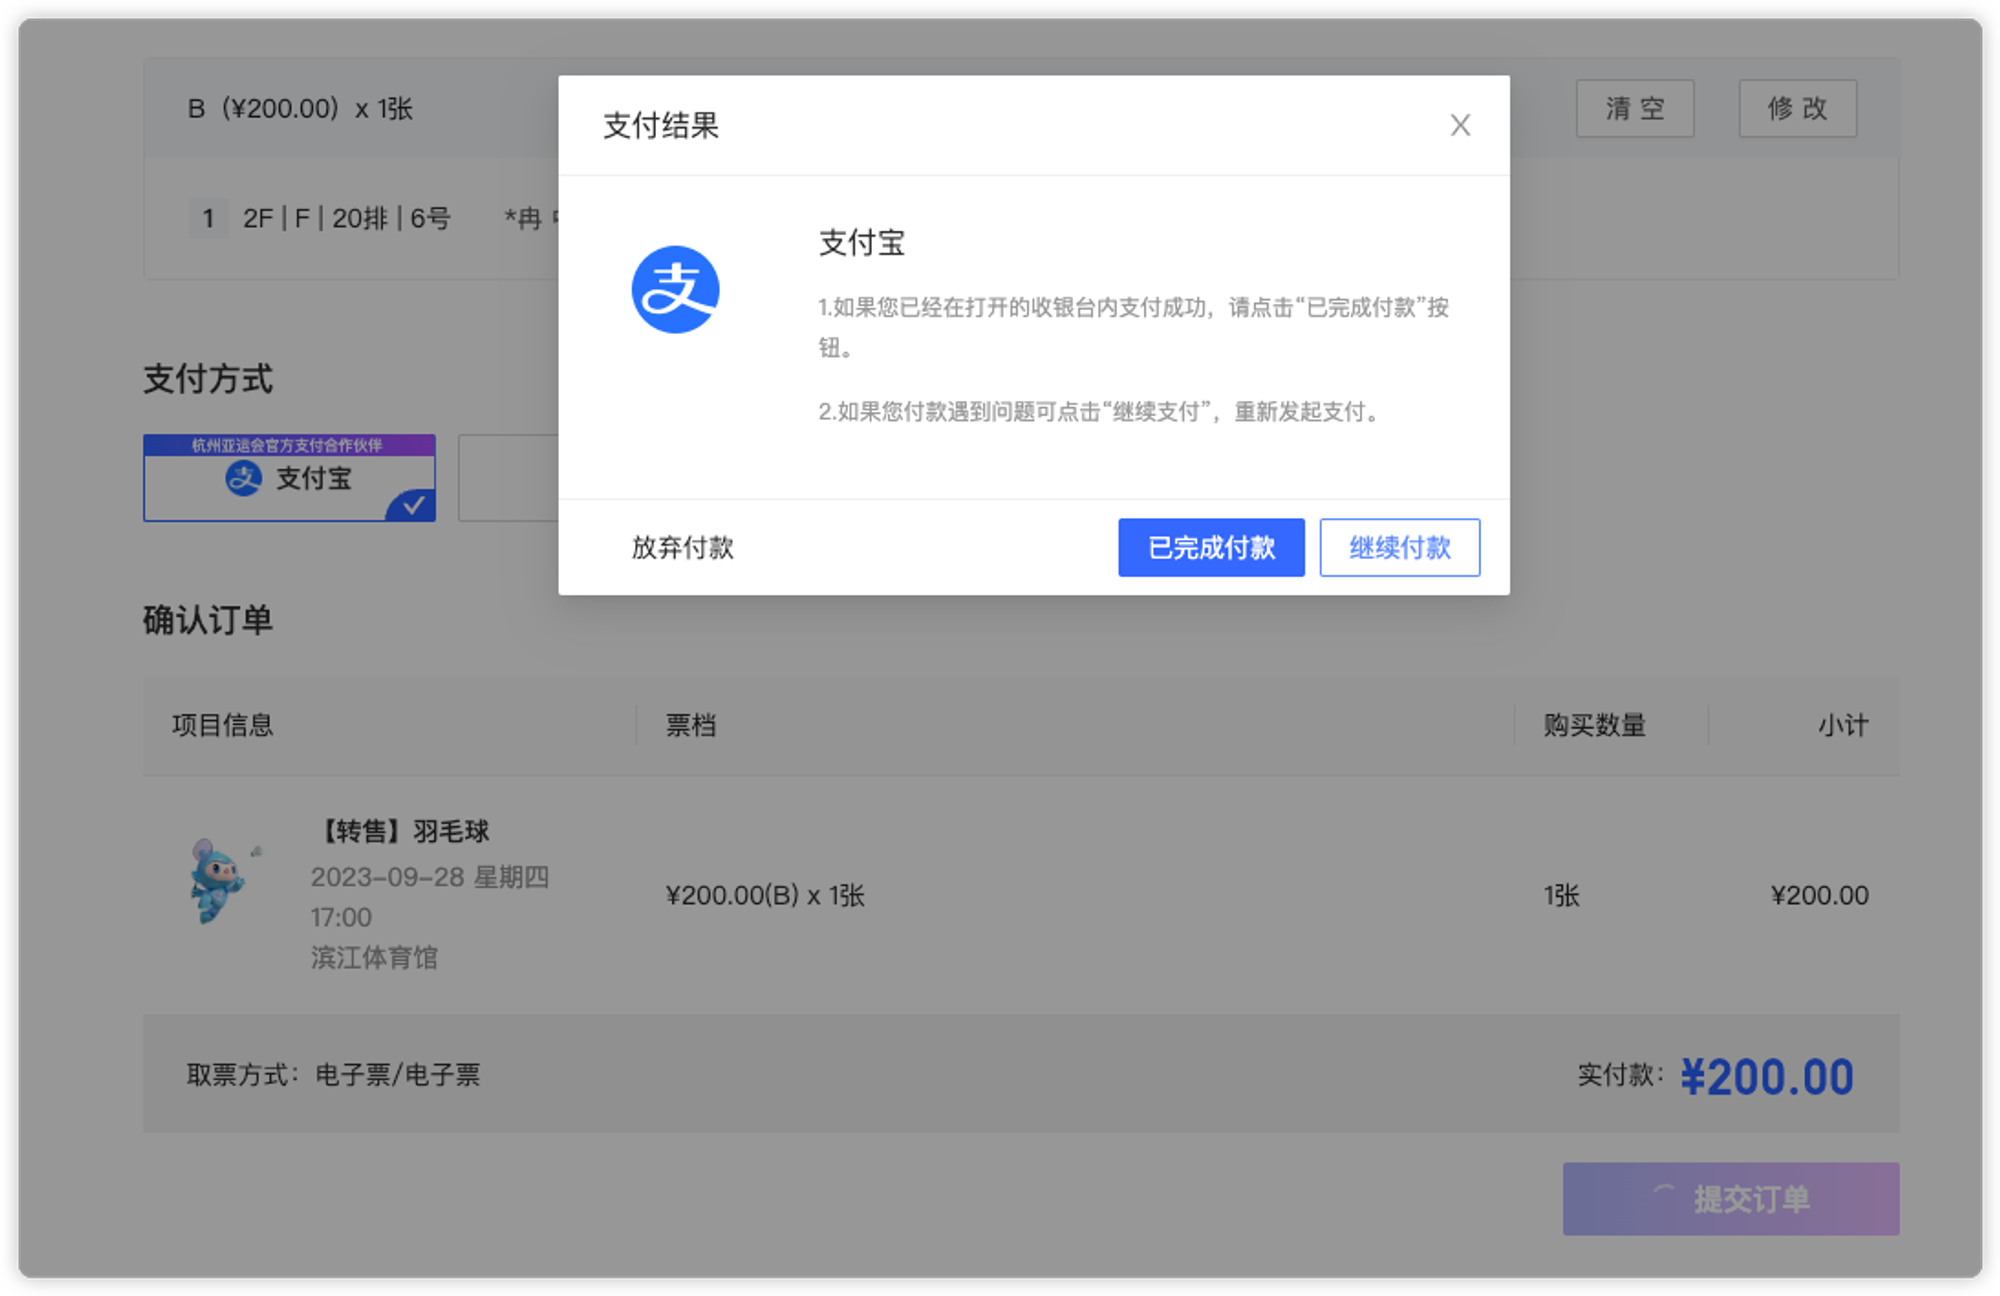 B（¥200.00）x 1张
清 空
修 改
1 2F | F | 20排 | 6号 *冉
支付结果
支付宝
1.如果您已经在打开的收银台内支付成功，请点击“已完成付款”按
钮。
2.如果您付款遇到问题可点击“继续支付”，重新发起支付。
放弃付款
已完成付款
继续付款
支付方式
杭州亚运会官方支付合作伙伴
支付宝
确认订单
项目信息 票档 购买数量 小计
【转售】羽毛球
2023-09-28 星期四
17:00
滨江体育馆
¥200.00(B) x 1张
1张
¥200.00
取票方式：电子票/电子票
实付款：¥200.00
提交订单